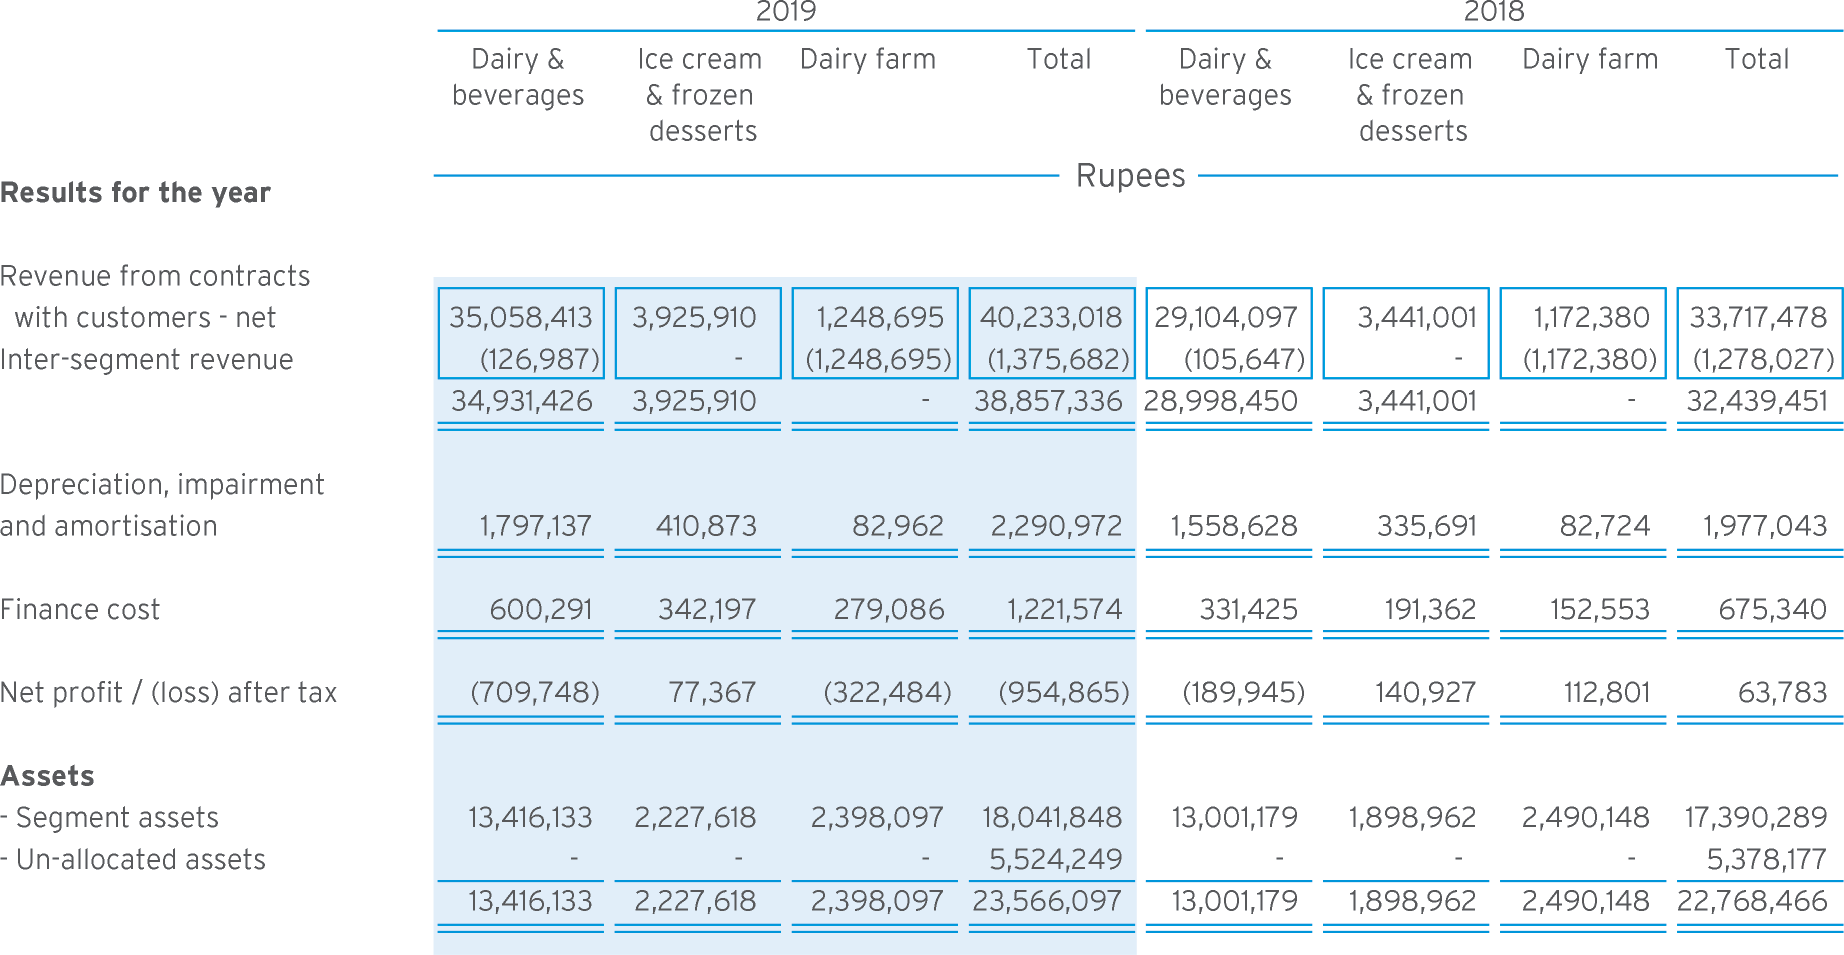 2019 2018
Dairy & Ice cream Dairy farm Total Dairy & Ice cream Dairy farm Total
beverages & frozen beverages & frozen
desserts desserts
Rupees
Results for the year
Revenue from contracts
with customers - net 35,058,413 3,925,910 1,248,695 40,233,018 29,104,097 3,441,001 1,172,380 33,717,478
Inter-segment revenue (126,987) - (1,248,695) (1,375,682) (105,647) - (1,172,380) (1,278,027)
34,931,426 3,925,910 - 38,857,336 28,998,450 3,441,001 - 32,439,451
Depreciation, impairment
and amortisation 1,797,137 410,873 82,962 2,290,972 1,558,628 335,691 82,724 1,977,043
Finance cost 600,291 342,197 279,086 1,221,574 331,425 191,362 152,553 675,340
Net profit / (loss) after tax (709,748) 77,367 (322,484) (954,865) (189,945) 140,927 112,801 63,783
Assets
- Segment assets 13,416,133 2,227,618 2,398,097 18,041,848 13,001,179 1,898,962 2,490,148 17,390,289
- Un-allocated assets - - - 5,524,249 - - - 5,378,177
13,416,133 2,227,618 2,398,097 23,566,097 13,001,179 1,898,962 2,490,148 22,768,466